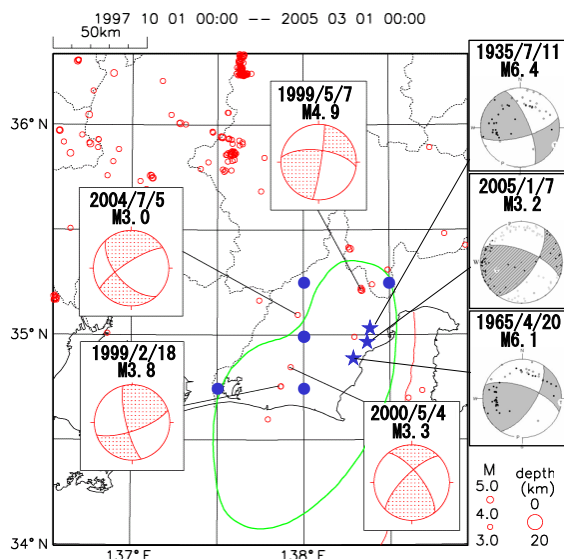 1997 10 01 00:00 -- 2005 03 01 00:00
50km
1935/7/11
M6.4
1999/5/7
M4.9
36°N
2004/7/5
M3.0
2005/1/7
M3.2
35°N
1999/2/18
M3.8
1965/4/20
M6.1
2000/5/4
M3.3
34°N
137°E
138°E
M
5.0
4.0
3.0
depth
(km)
0
20